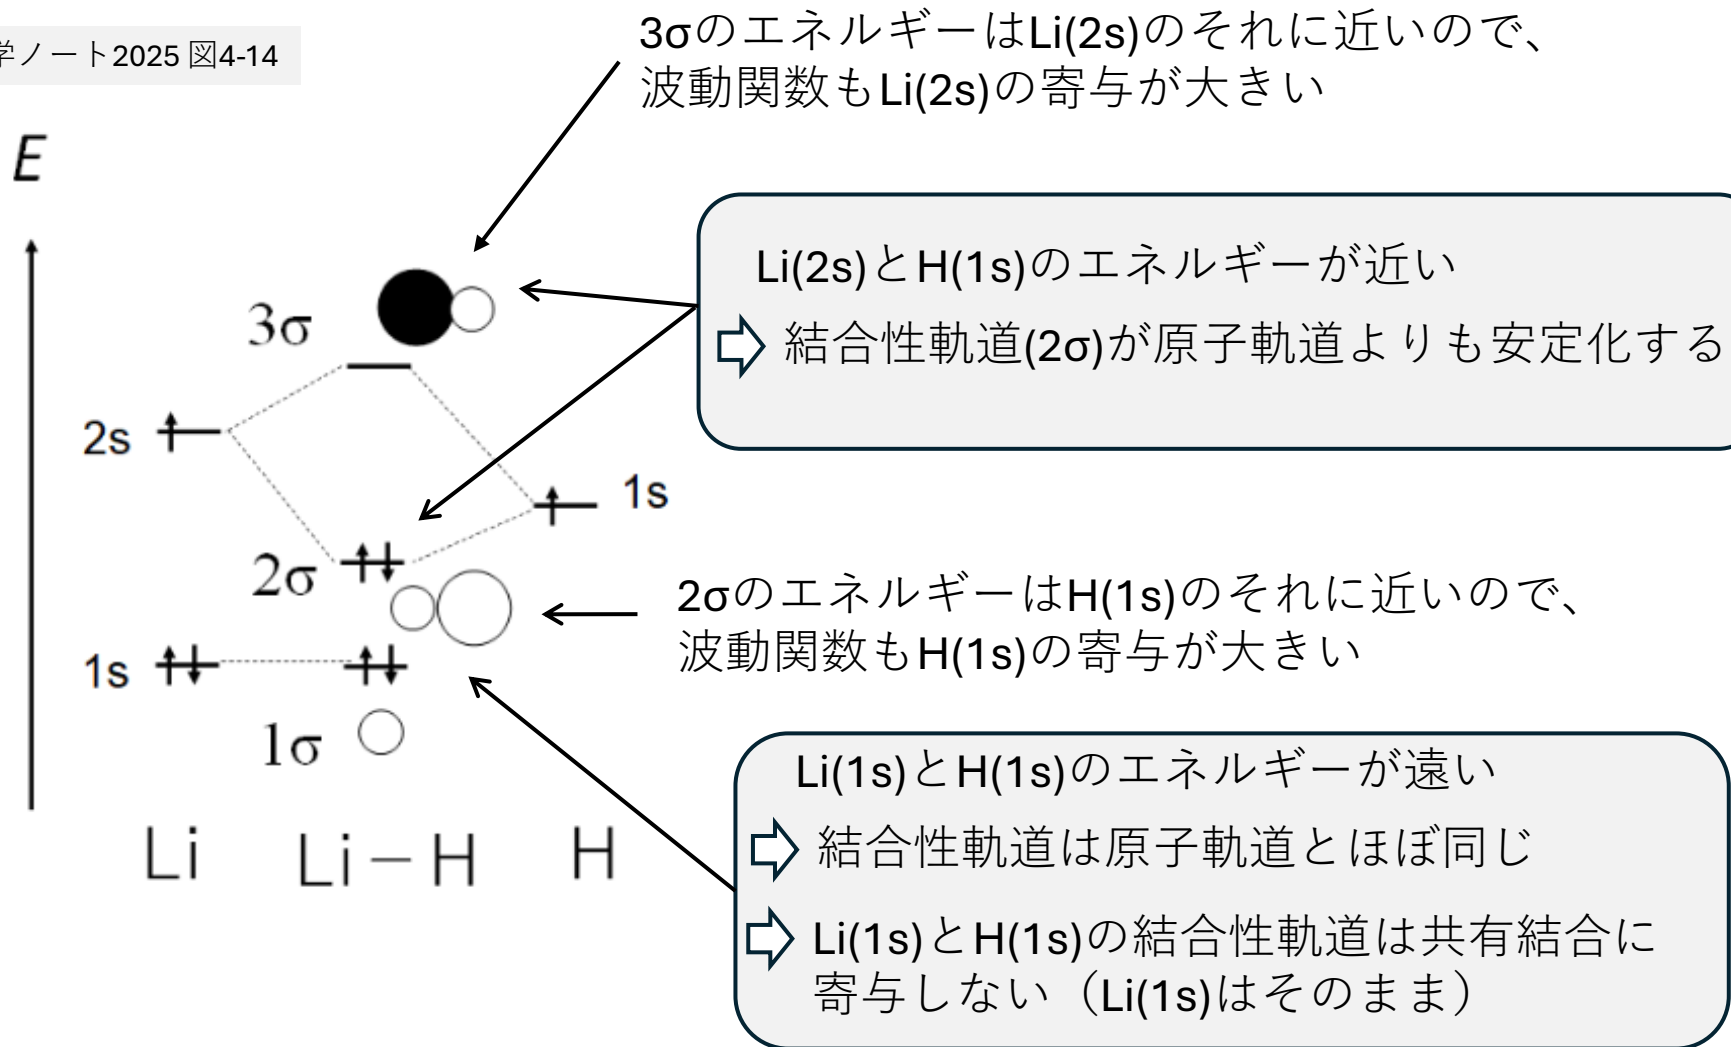 学ノート2025 図4-14
3σのエネルギーはLi(2s)のそれに近いので、
波動関数もLi(2s)の寄与が大きい
E
Li(2s)とH(1s)のエネルギーが近い
結合性軌道(2σ)が原子軌道よりも安定化する
3σ
2s
1s
2σ
2σのエネルギーはH(1s)のそれに近いので、
波動関数もH(1s)の寄与が大きい
1s
1σ
Li(1s)とH(1s)のエネルギーが遠い
結合性軌道は原子軌道とほぼ同じ
Li(1s)とH(1s)の結合性軌道は共有結合に
寄与しない（Li(1s)はそのまま）
Li
Li－H
H